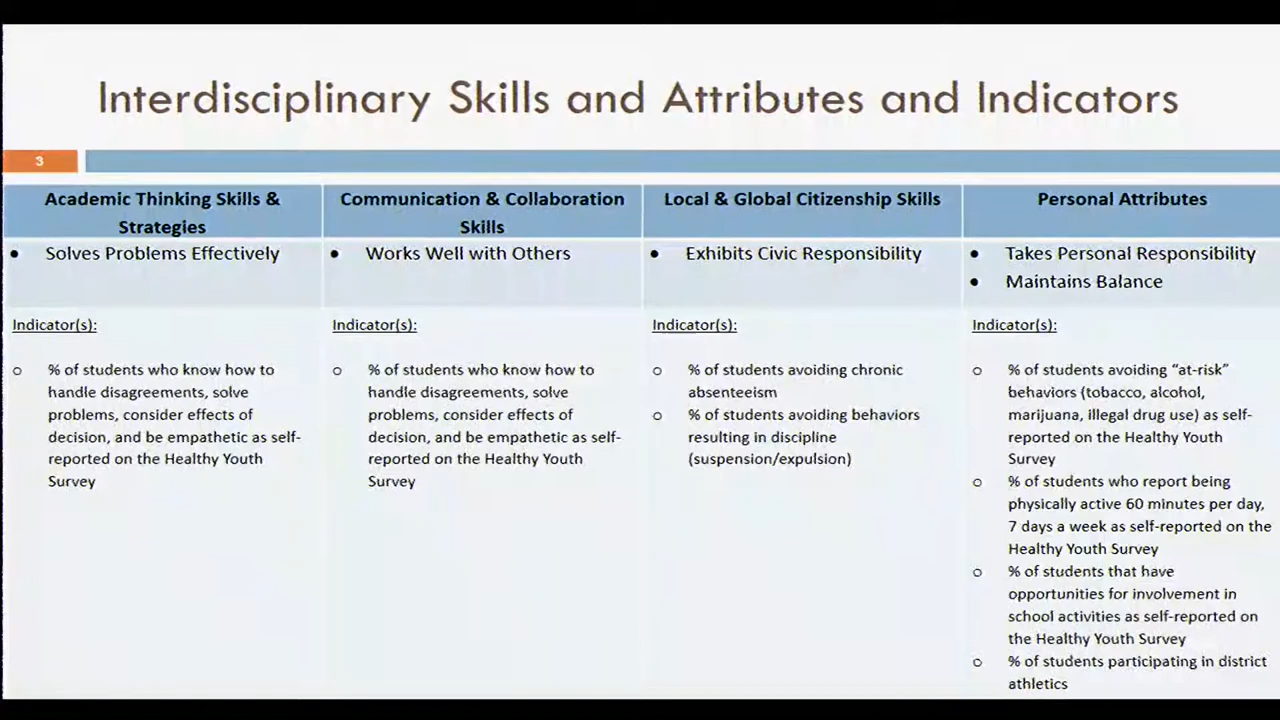 Interdisciplinary Skills and Attributes and Indicators
3
Academic Thinking Skills &
Strategies
Communication & Collaboration
Skills
Local & Global Citizenship Skills
Personal Attributes
• Solves Problems Effectively
• Works Well with Others
• Exhibits Civic Responsibility
• Takes Personal Responsibility
• Maintains Balance
Indicator(s):
o % of students who know how to
handle disagreements, solve
problems, consider effects of
decision, and be empathetic as self-
reported on the Healthy Youth
Survey
Indicator(s):
o % of students who know how to
handle disagreements, solve
problems, consider effects of
decision, and be empathetic as self-
reported on the Healthy Youth
Survey
Indicator(s):
o % of students avoiding chronic
absenteeism
o % of students avoiding behaviors
resulting in discipline
(suspension/expulsion)
Indicator(s):
o % of students avoiding “at-risk”
behaviors (tobacco, alcohol,
marijuana, illegal drug use) as self-
reported on the Healthy Youth
Survey
o % of students who report being
physically active 60 minutes per day,
7 days a week as self-reported on the
Healthy Youth Survey
o % of students that have
opportunities for involvement in
school activities as self-reported on
the Healthy Youth Survey
o % of students participating in district
athletics